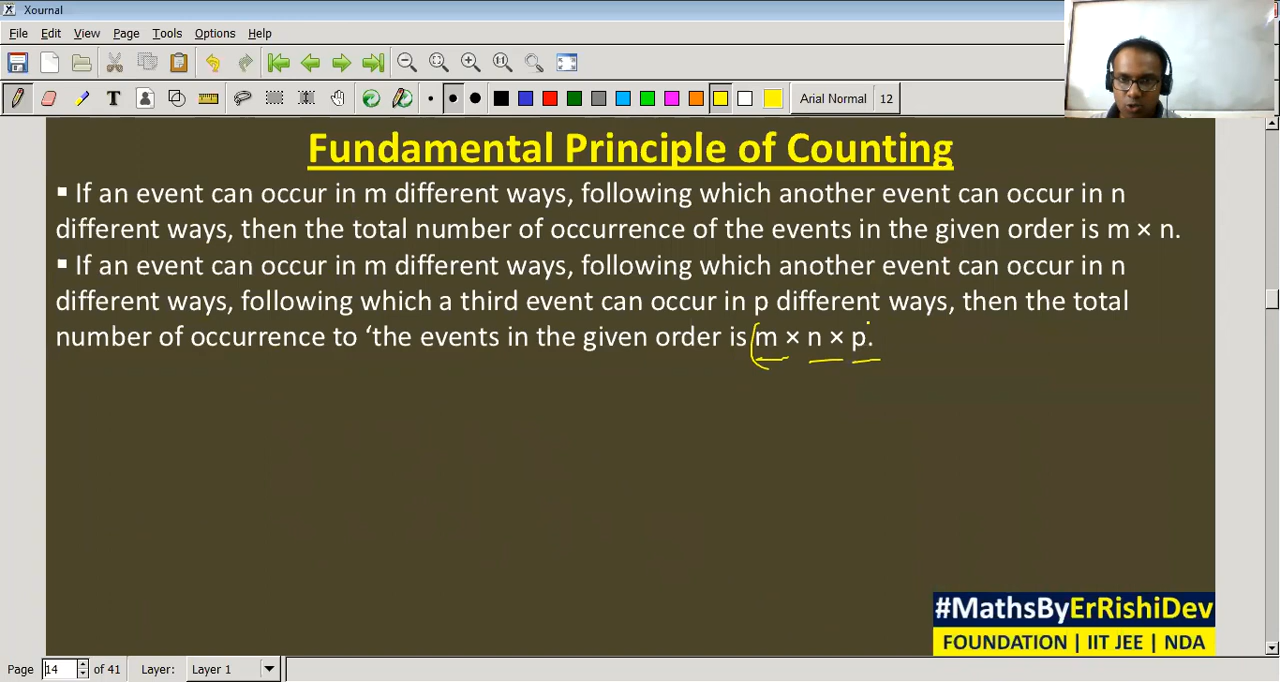 Xournal
File Edit View Page Tools Options Help
Arial Normal 12
Fundamental Principle of Counting
▪ If an event can occur in m different ways, following which another event can occur in n
different ways, then the total number of occurrence of the events in the given order is m × n.
▪ If an event can occur in m different ways, following which another event can occur in n
different ways, following which a third event can occur in p different ways, then the total
number of occurrence to ‘the events in the given order is m × n × p.
#MathsByErRishiDev
FOUNDATION | IIT JEE | NDA
Page 14 of 41 Layer: Layer 1